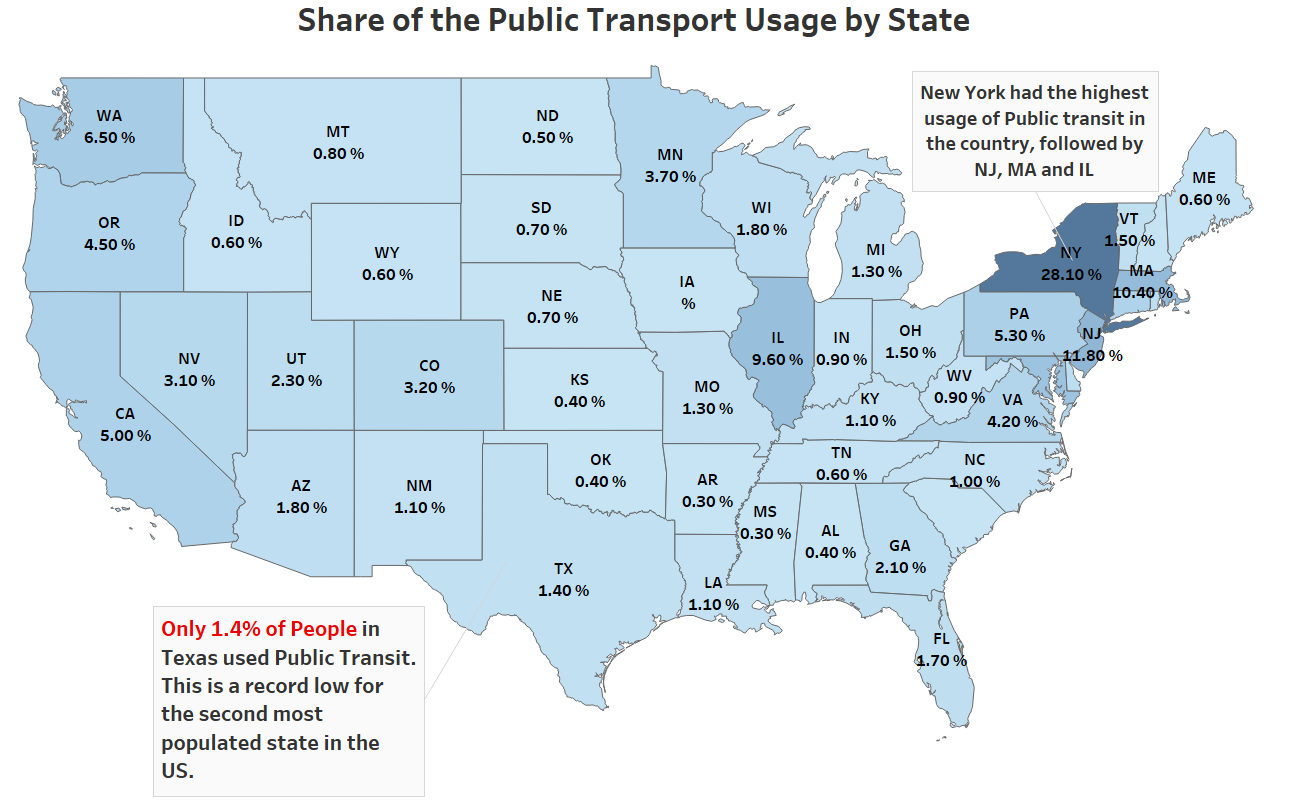 Share of the Public Transport Usage by State
New York had the highest
usage of Public transit in
the country, followed by
NJ, MA and IL
WA
6.50 %
MT
0.80 %
ND
0.50 %
MN
3.70 %
ME
0.60 %
OR
4.50 %
ID
0.60 %
SD
0.70 %
WI
1.80 %
VT
1.50 %
WY
0.60 %
MI
1.30 %
NY
28.10 %
MA
10.40 %
IA
%
NE
0.70 %
PA
5.30 %
NJ
11.80 %
NV
3.10 %
UT
2.30 %
CO
3.20 %
IL
9.60 %
IN
0.90 %
OH
1.50 %
KS
0.40 %
MO
1.30 %
WV
0.90 %
KY
1.10 %
VA
4.20 %
CA
5.00 %
OK
0.40 %
TN
0.60 %
NC
1.00 %
AZ
1.80 %
NM
1.10 %
AR
0.30 %
MS
0.30 %
AL
0.40 %
GA
2.10 %
TX
1.40 %
LA
1.10 %
FL
1.70 %
Only 1.4% of People in
Texas used Public Transit.
This is a record low for
the second most
populated state in the
US.